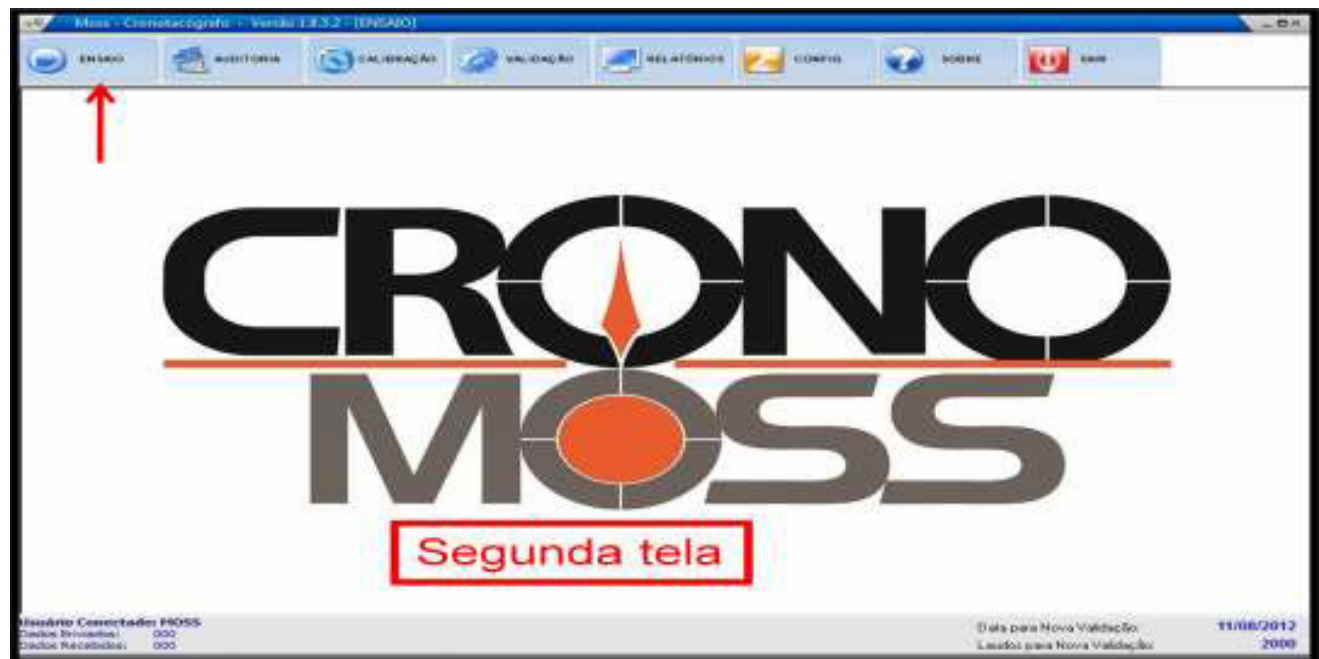 Moss - Cronotacógrafo - Versão 1.8.3.2 - [ENSAIO]
ENSAIO AUDITORIA CALIBRAÇÃO VALIDAÇÃO RELATÓRIOS CONFIG SOBRE SAIR
CRONO
MOSS
Segunda tela
Usuário Conectado: MOSS
Dados Enviados: 000
Dados Recebidos: 000
Data para Nova Validação: 11/08/2012
Laudos para Nova Validação: 2000